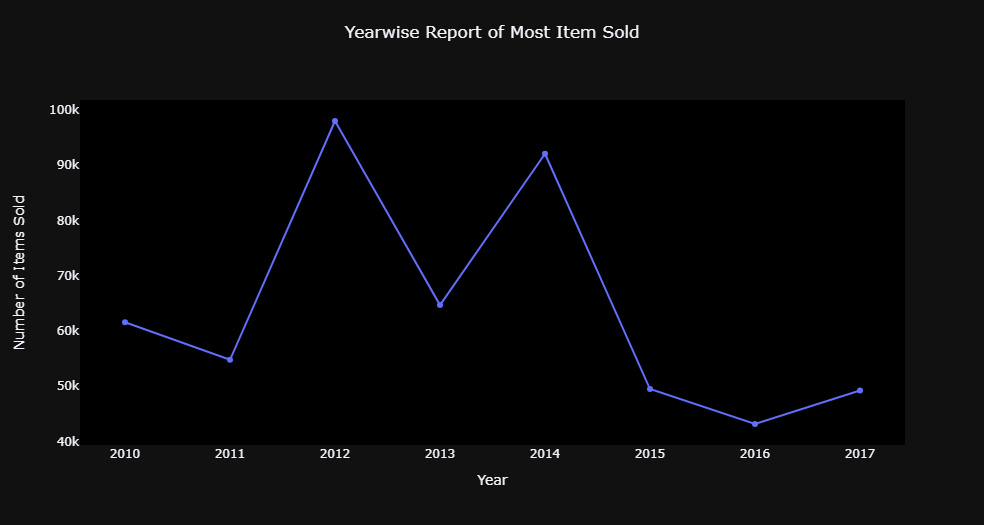 Yearwise Report of Most Item Sold
100k
90k
80k
70k
60k
50k
40k
Number of Items Sold
2010 2011 2012 2013 2014 2015 2016 2017
Year